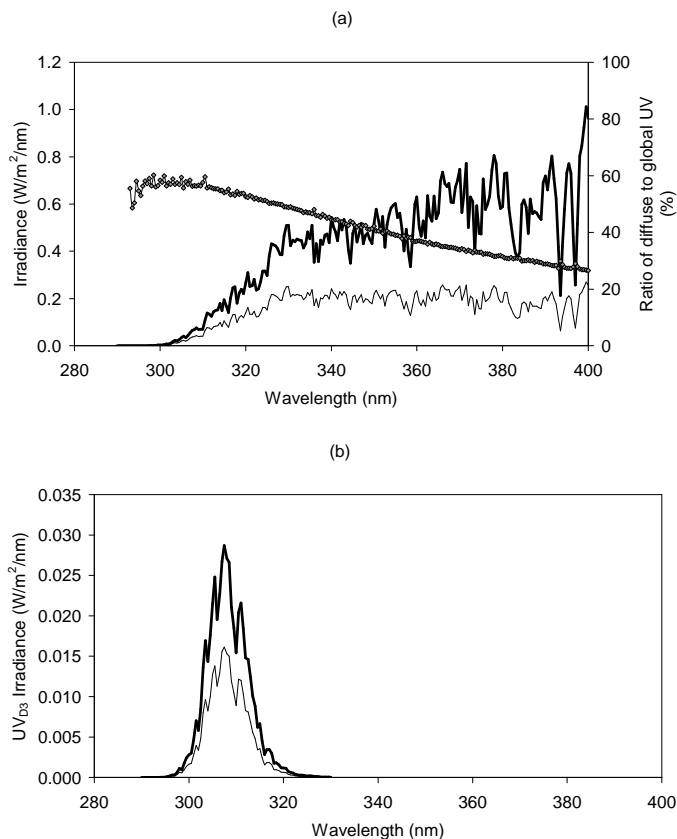 (a)
1.2
1.0
0.8
0.6
0.4
0.2
0.0
Irradiance (W/m²/nm)
100
80
60
40
20
0
Ratio of diffuse to global UV
(%)
280 300 320 340 360 380 400
Wavelength (nm)
(b)
0.035
0.030
0.025
0.020
0.015
0.010
0.005
0.000
UV_D3 Irradiance (W/m²/nm)
280 300 320 340 360 380 400
Wavelength (nm)